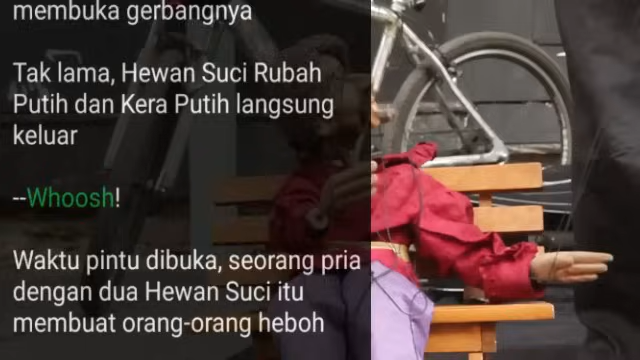 membuka gerbangnya
Tak lama, Hewan Suci Rubah
Putih dan Kera Putih langsung
keluar
--Whoosh!
Waktu pintu dibuka, seorang pria
dengan dua Hewan Suci itu
membuat orang-orang heboh